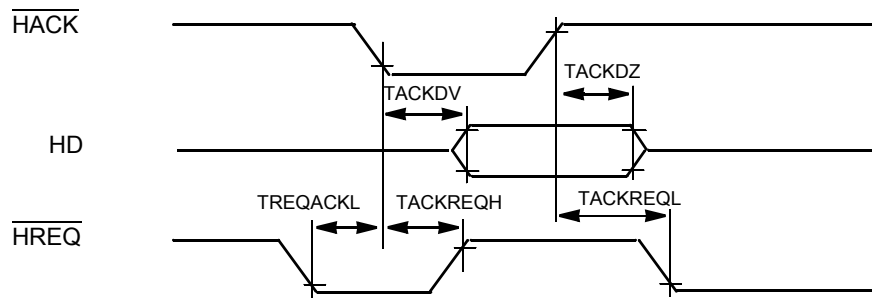 HACK
TACKDZ
TACKDV
HD
TREQACKL TACKREQH TACKREQL
HREQ